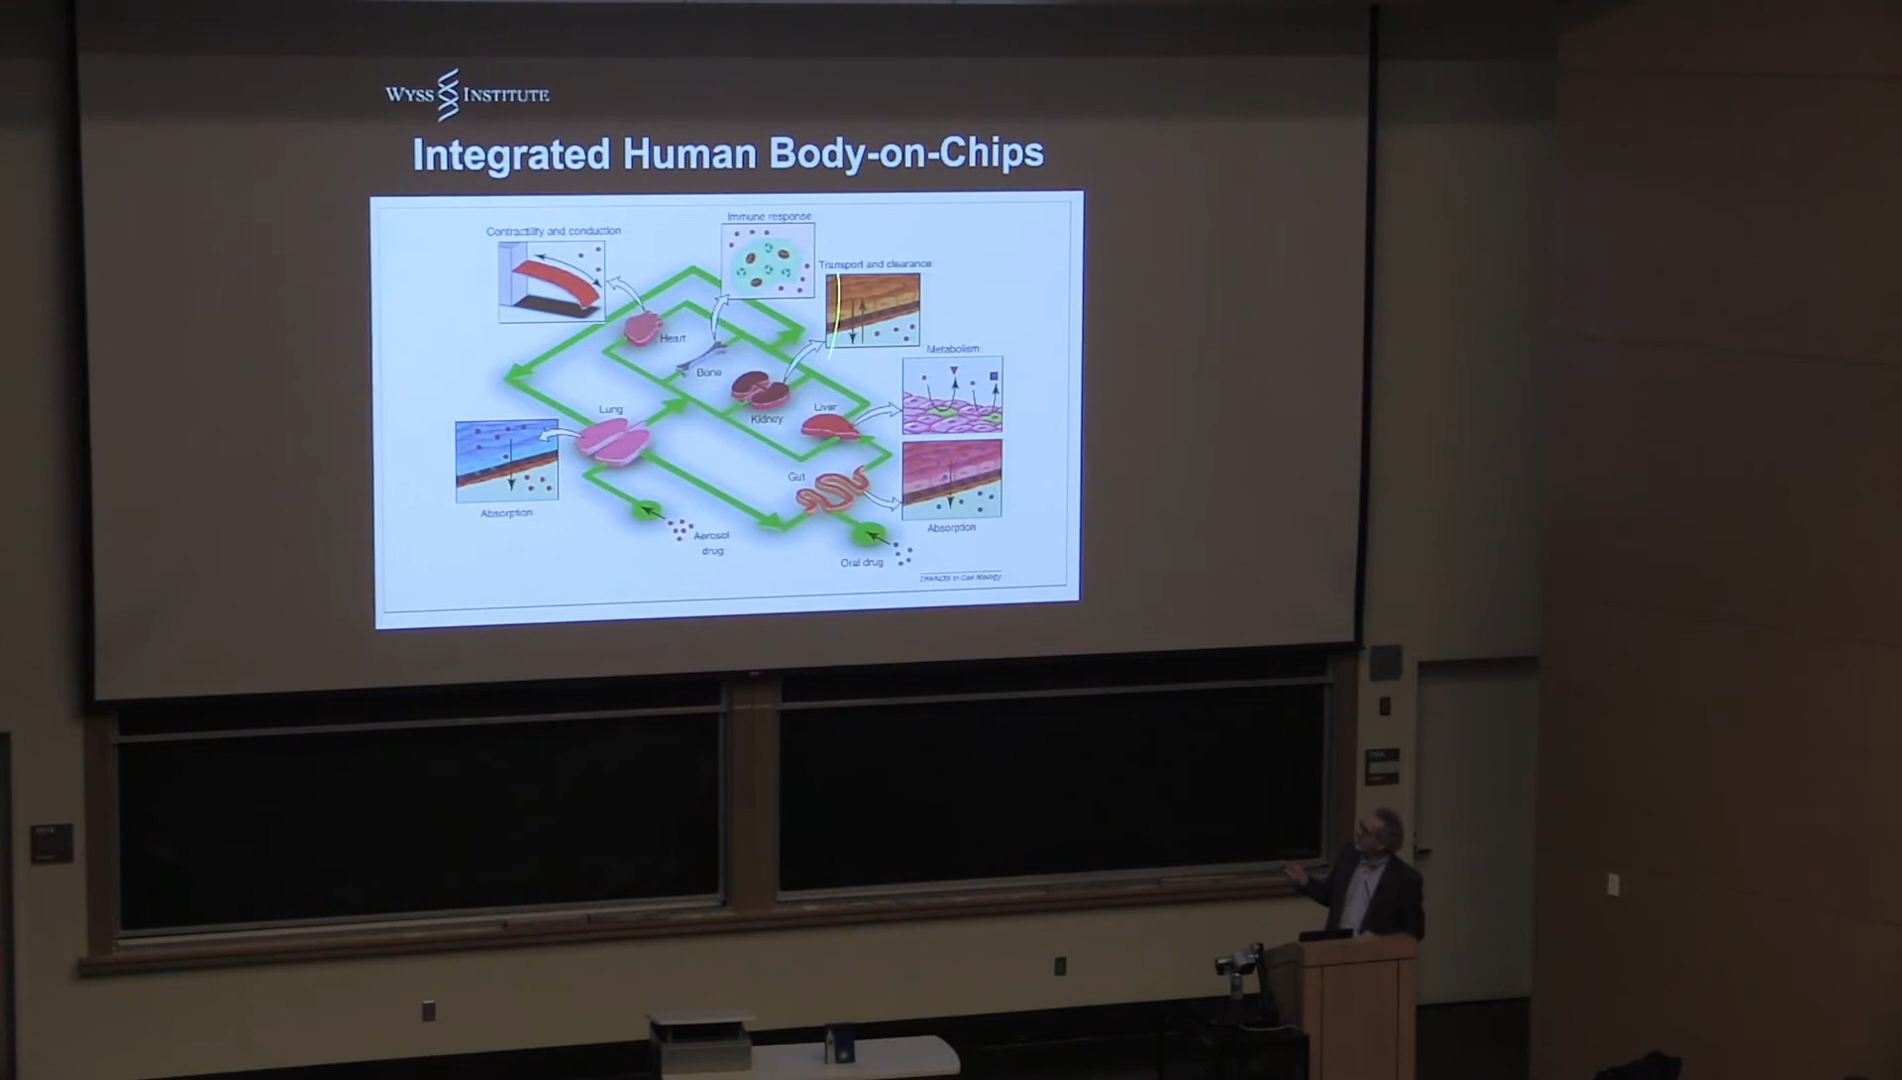 WYSS INSTITUTE
Integrated Human Body-on-Chips
Immune response
Contractility and conduction
Transport and clearance
Heart
Bone
Metabolism
Kidney
Liver
Lung
Gut
Absorption
Absorption
Aerosol
drug
Oral drug